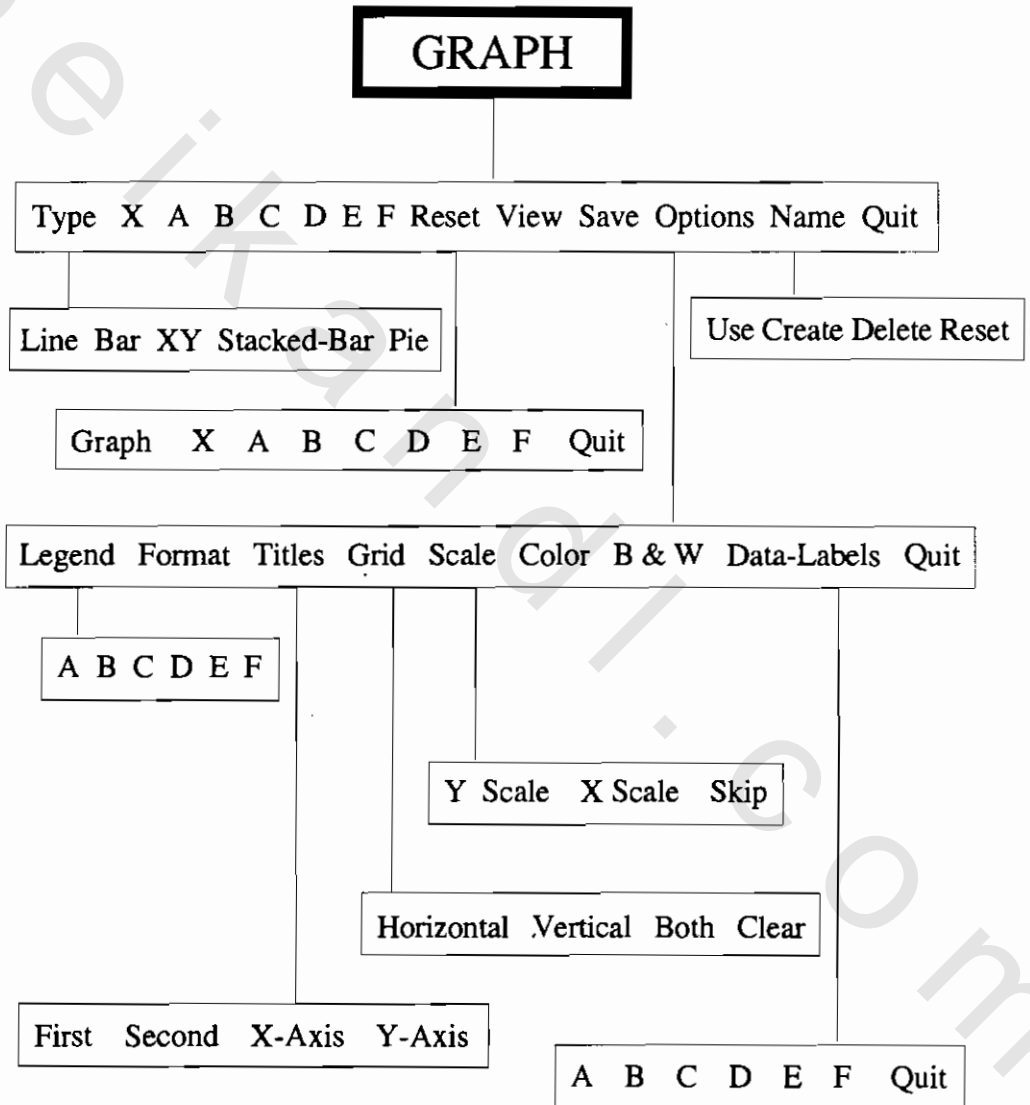 GRAPH
Type X A B C D E F Reset View Save Options Name Quit
Line Bar XY Stacked-Bar Pie
Use Create Delete Reset
Graph X A B C D E F Quit
Legend Format Titles Grid Scale Color B & W Data-Labels Quit
A B C D E F
Y Scale X Scale Skip
Horizontal Vertical Both Clear
First Second X-Axis Y-Axis
A B C D E F Quit
eikandl.com